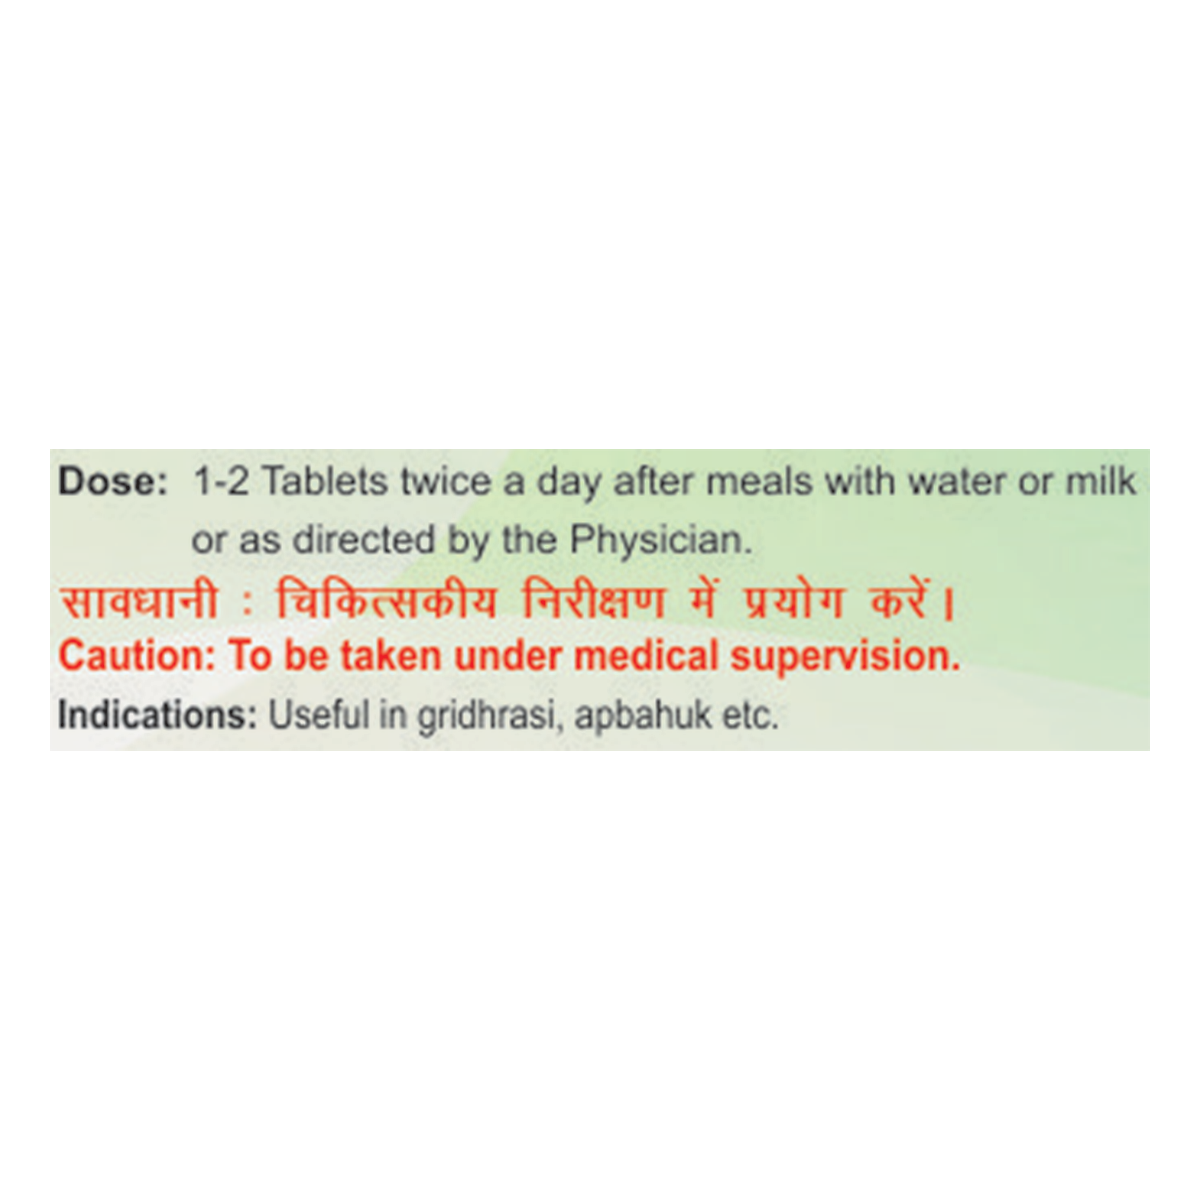 Dose: 1-2 Tablets twice a day after meals with water or milk
or as directed by the Physician.
सावधानी : चिकित्सकीय निरीक्षण में प्रयोग करें।
Caution: To be taken under medical supervision.
Indications: Useful in gridhrasi, apbahuk etc.